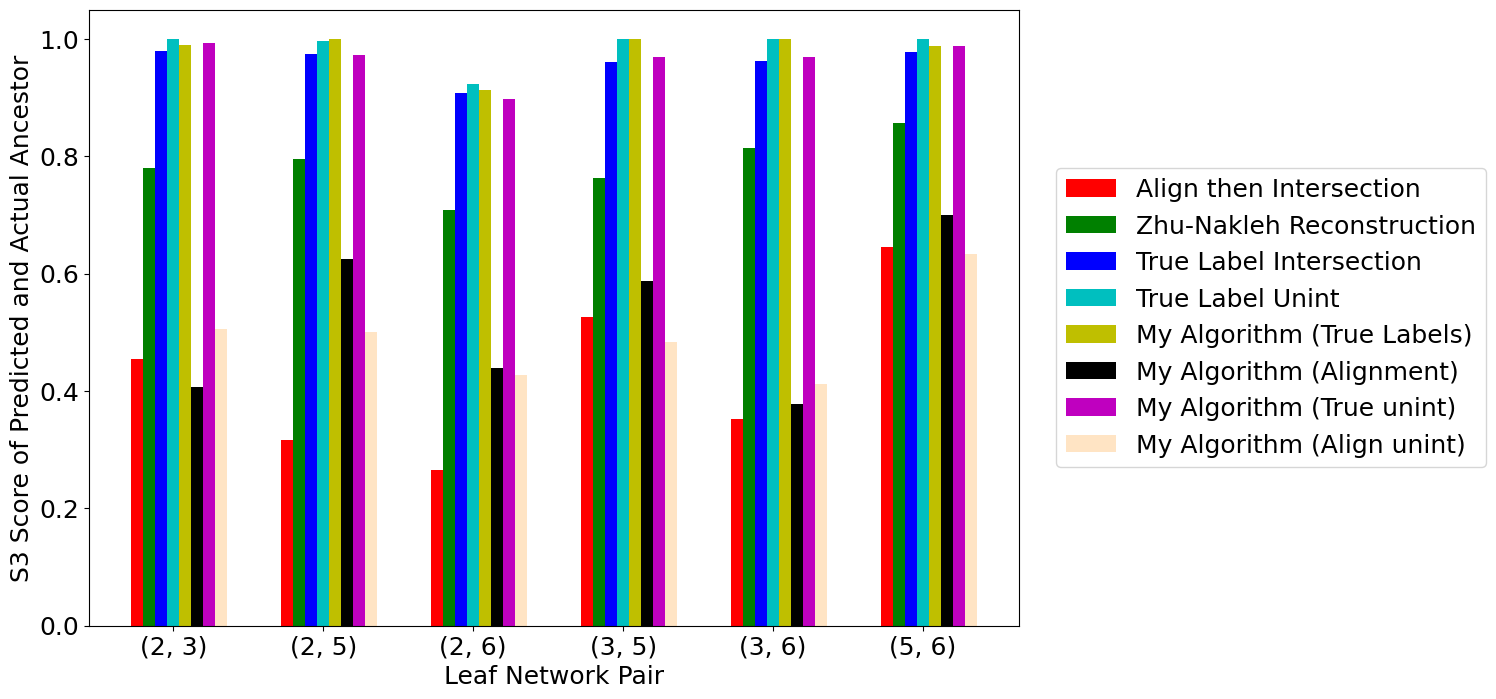 S3 Score of Predicted and Actual Ancestor
1.0
0.8
0.6
0.4
0.2
0.0
(2, 3)
(2, 5)
(2, 6)
(3, 5)
(3, 6)
(5, 6)
Leaf Network Pair
Align then Intersection
Zhu-Nakleh Reconstruction
True Label Intersection
True Label Unint
My Algorithm (True Labels)
My Algorithm (Alignment)
My Algorithm (True unint)
My Algorithm (Align unint)